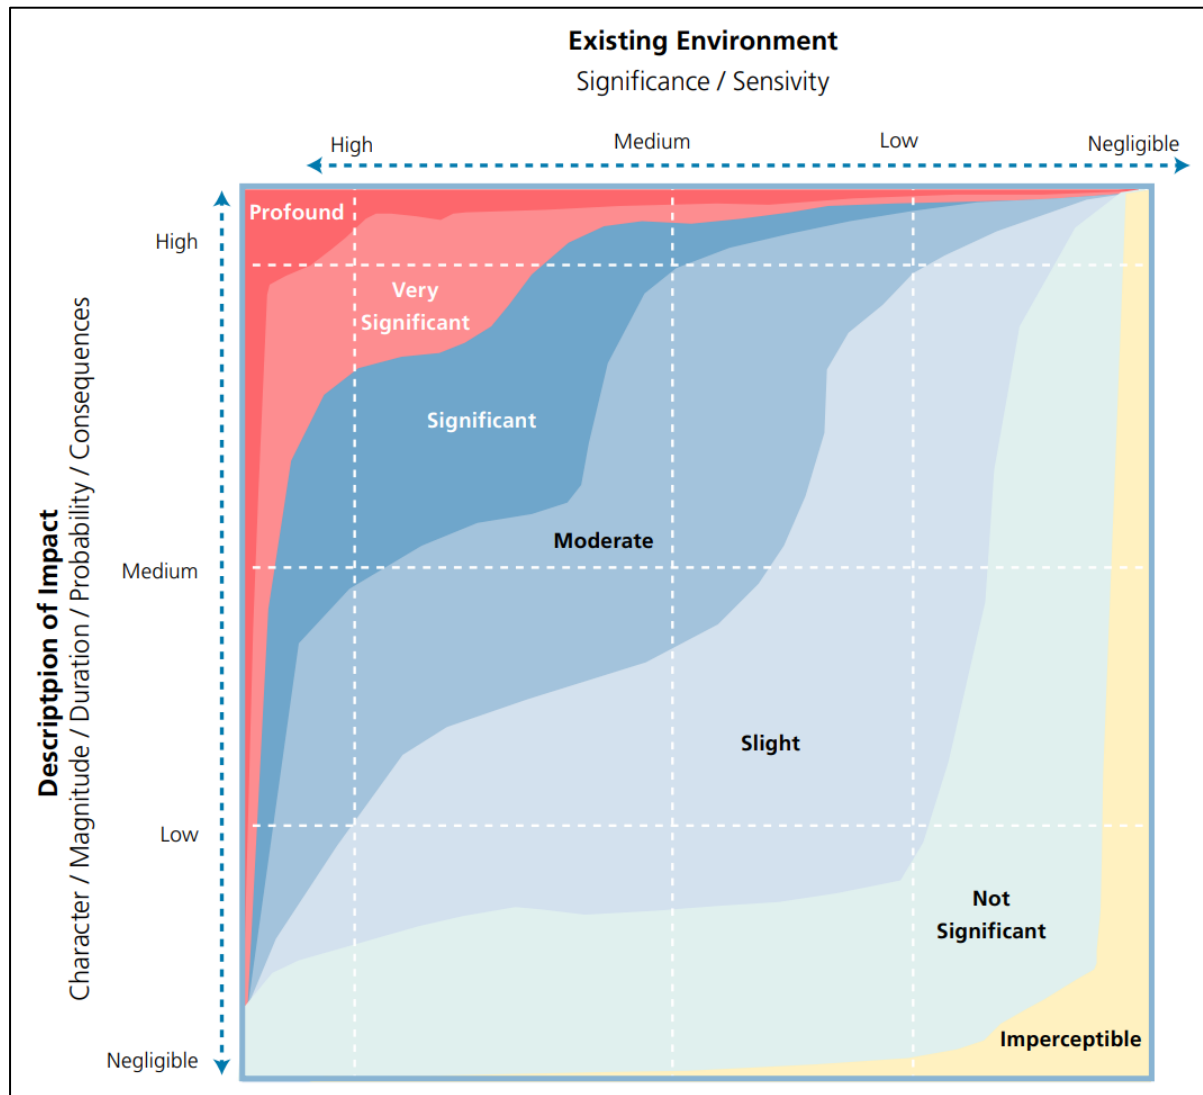 Existing Environment
Significance / Sensivity
High
Medium
Low
Negligible
Profound
High
Very
Significant
Significant
Moderate
Medium
Slight
Low
Not
Significant
Imperceptible
Negligible
Descriptpion of Impact
Character / Magnitude / Duration / Probability / Consequences